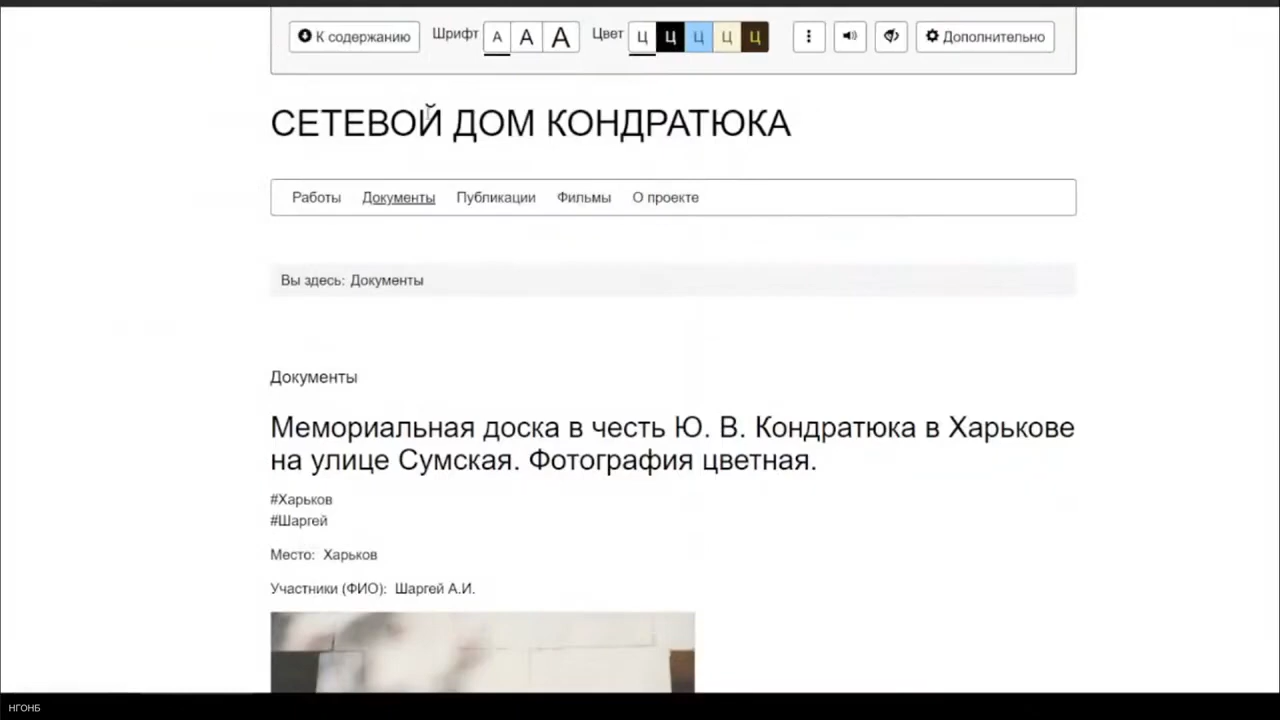 К содержанию Шрифт А А А Цвет Ц Ц Ц Ц Ц Дополнительно
СЕТЕВОЙ ДОМ КОНДРАТЮКА
Работы Документы Публикации Фильмы О проекте
Вы здесь: Документы
Документы
Мемориальная доска в честь Ю. В. Кондратюка в Харькове
на улице Сумская. Фотография цветная.
#Харьков
#Шаргей
Место: Харьков
Участники (ФИО): Шаргей А.И.
НГОНБ